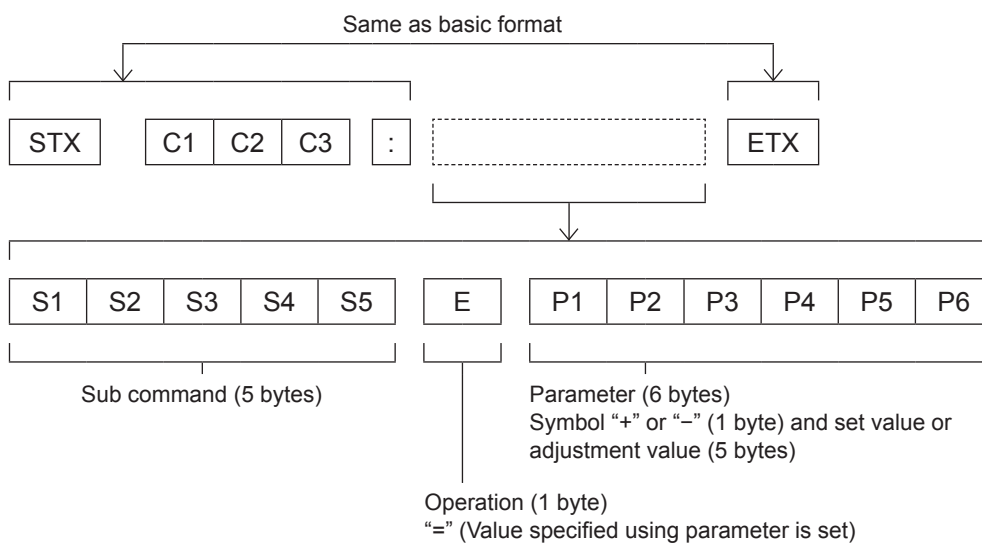 Same as basic format
STX C1 C2 C3 : ETX
S1 S2 S3 S4 S5 E P1 P2 P3 P4 P5 P6
Sub command (5 bytes)
Parameter (6 bytes)
Symbol “+” or “−” (1 byte) and set value or
adjustment value (5 bytes)
Operation (1 byte)
“=” (Value specified using parameter is set)